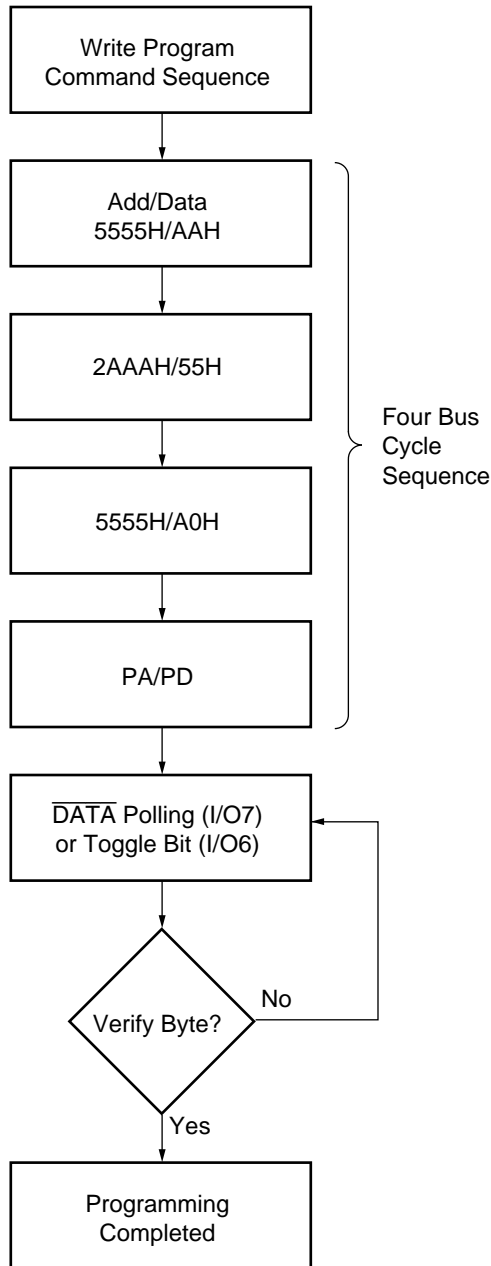 Write Program
Command Sequence
Add/Data
5555H/AAH
2AAAH/55H
5555H/A0H
PA/PD
Four Bus
Cycle
Sequence
DATA Polling (I/O7)
or Toggle Bit (I/O6)
Verify Byte?
No
Yes
Programming
Completed